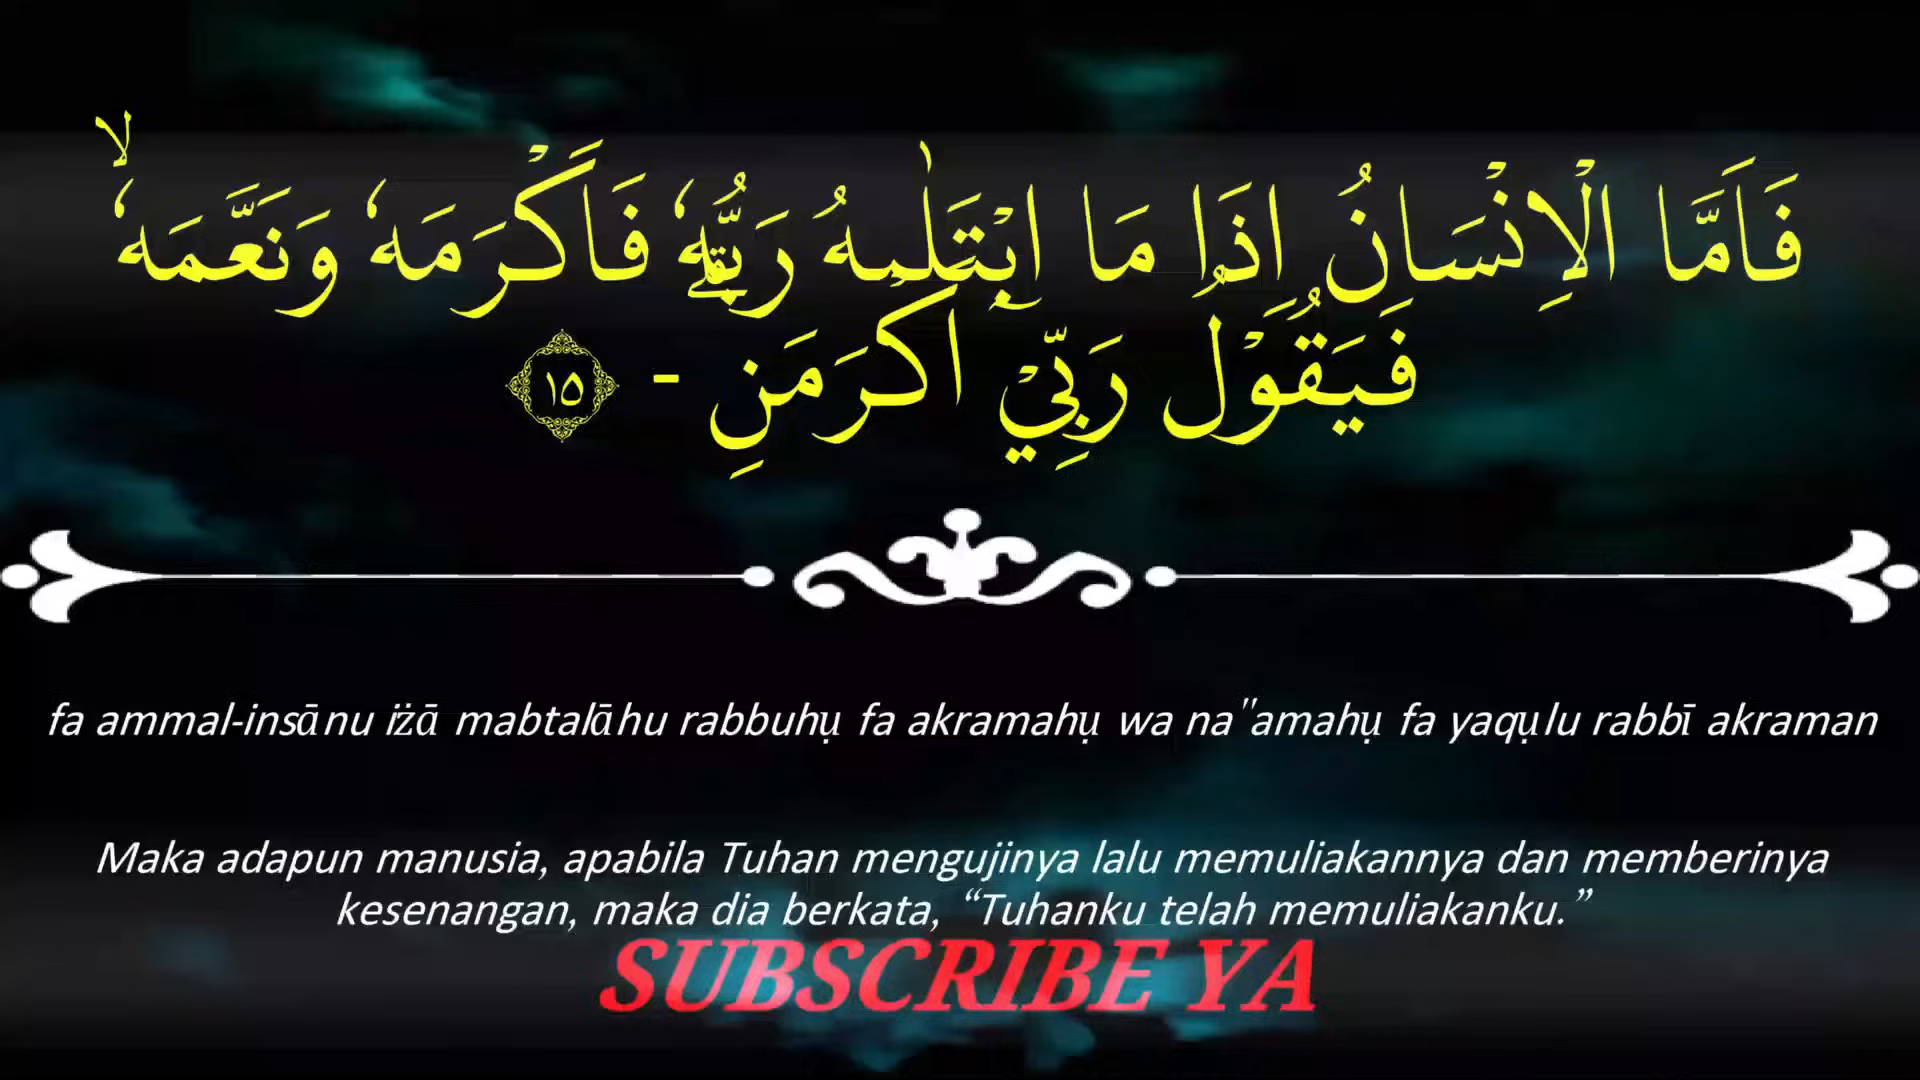 فَاَمَّا الْاِنْسَانُ اِذَا مَا ابْتَلٰىهُ رَبُّهٗ فَاَكْرَمَهٗ وَنَعَّمَهٗۙ
فَيَقُوْلُ رَبِّيْٓ اَكْرَمَنِۗ - ١٥
fa ammal-insānu iżā mabtalāhu rabbuhụ fa akramahụ wa na''amahụ fa yaqụlu rabbī akraman
Maka adapun manusia, apabila Tuhan mengujinya lalu memuliakannya dan memberinya
kesenangan, maka dia berkata, “Tuhanku telah memuliakanku.”
SUBSCRIBE YA